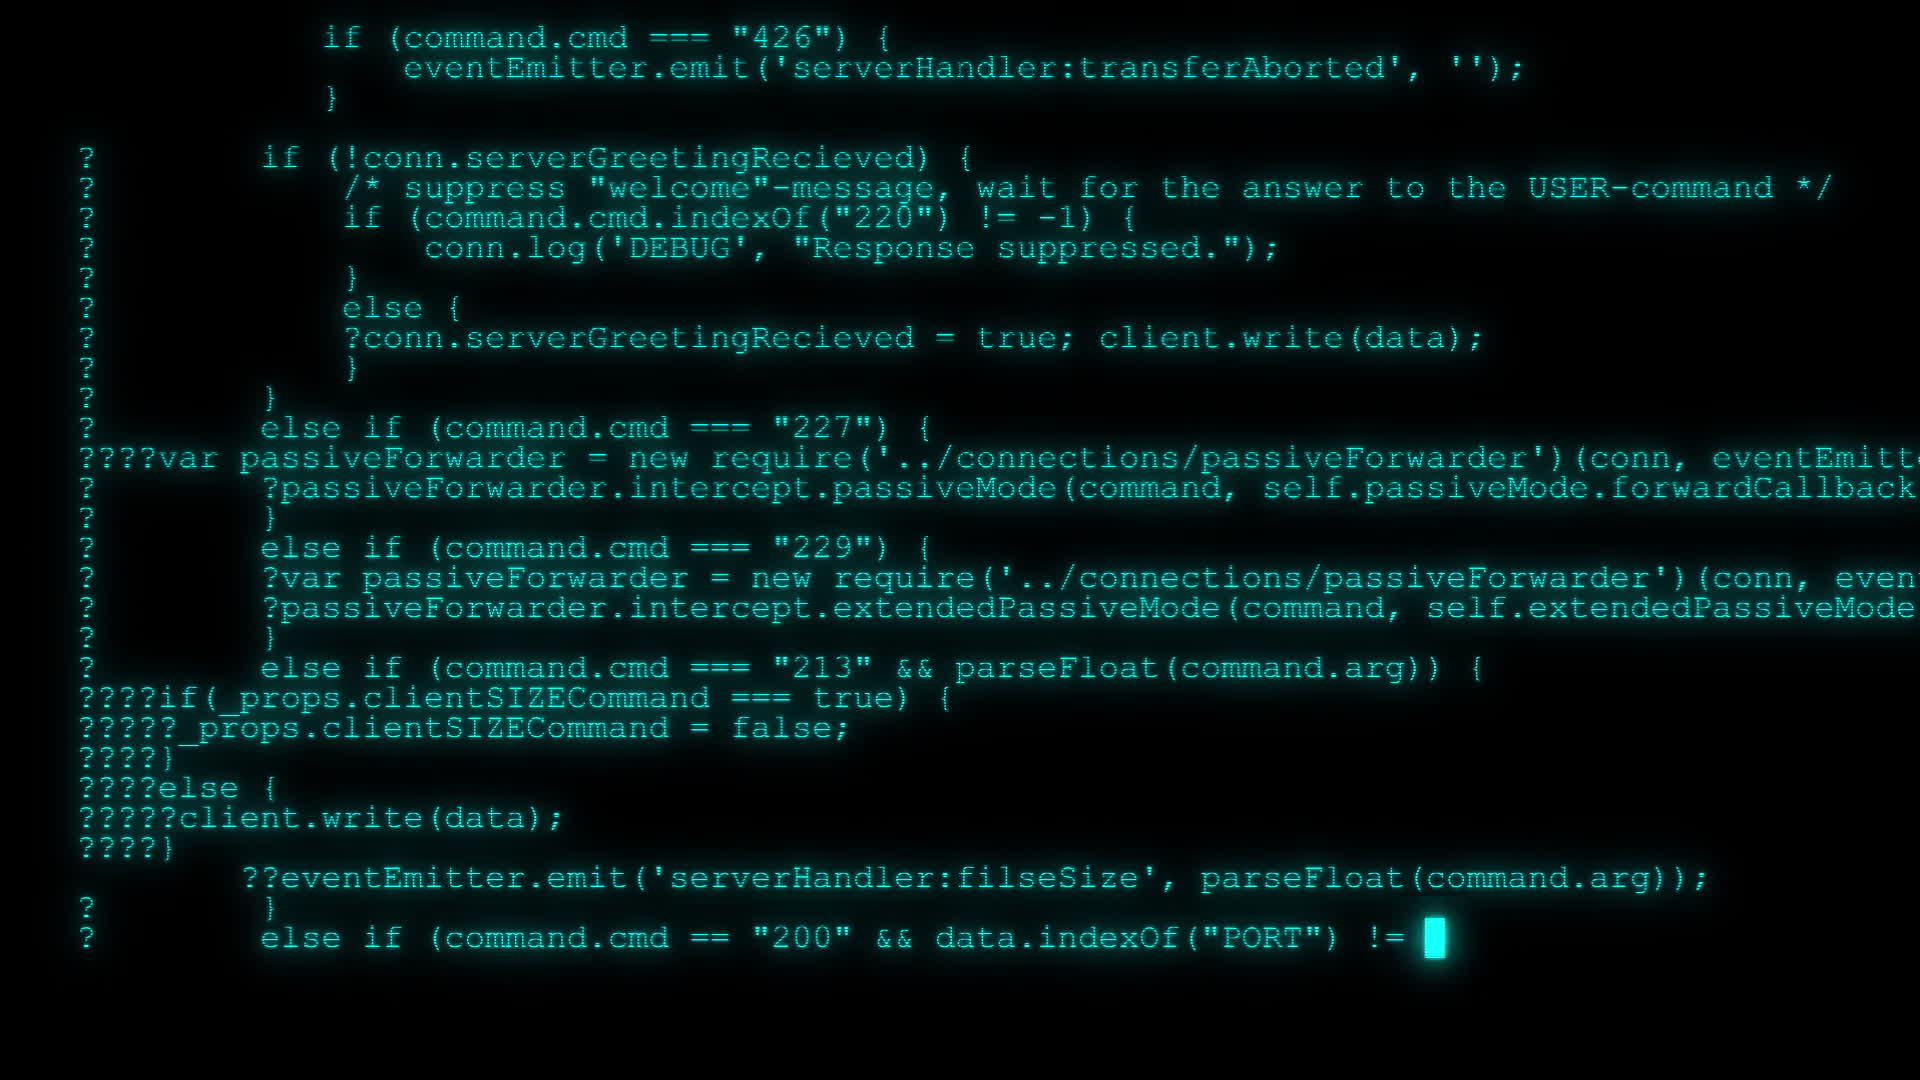 if (command.cmd === "426") {
eventEmitter.emit('serverHandler:transferAborted', '');
}
? if (!conn.serverGreetingRecieved) {
? /* suppress "welcome"-message, wait for the answer to the USER-command */
? if (command.cmd.indexOf("220") != -1) {
? conn.log('DEBUG', "Response suppressed.");
? }
? else {
? ?conn.serverGreetingRecieved = true; client.write(data);
? }
? }
? else if (command.cmd === "227") {
????var passiveForwarder = new require('../connections/passiveForwarder')(conn, eventEmitt
? ?passiveForwarder.intercept.passiveMode(command, self.passiveMode.forwardCallback
? }
? else if (command.cmd === "229") {
? ?var passiveForwarder = new require('../connections/passiveForwarder')(conn, even
? ?passiveForwarder.intercept.extendedPassiveMode(command, self.extendedPassiveMode
? }
? else if (command.cmd === "213" && parseFloat(command.arg)) {
????if(_props.clientSIZECommand === true) {
?????_props.clientSIZECommand = false;
????}
????else {
?????client.write(data);
????}
??eventEmitter.emit('serverHandler:filseSize', parseFloat(command.arg));
? }
? else if (command.cmd == "200" && data.indexOf("PORT") !=